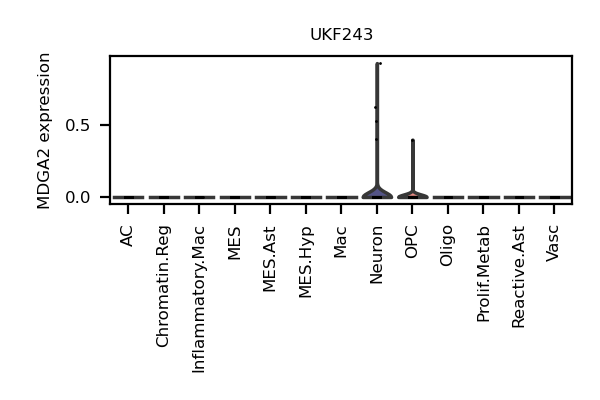 UKF243
MDGA2 expression
0.5
0.0
AC
Chromatin.Reg
Inflammatory.Mac
MES
MES.Ast
MES.Hyp
Mac
Neuron
OPC
Oligo
Prolif.Metab
Reactive.Ast
Vasc